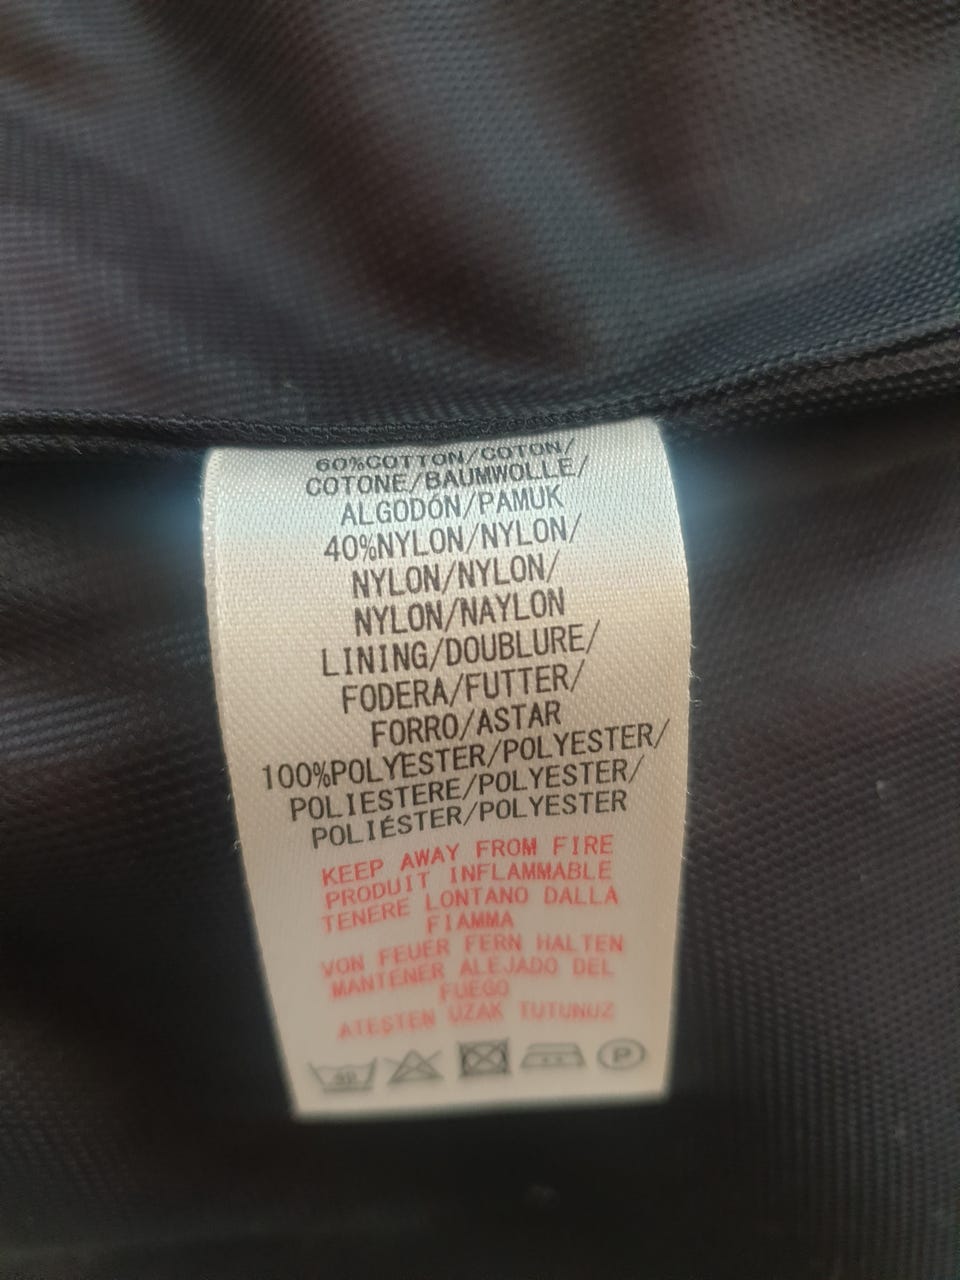 60%COTTON/COTON/
COTONE/BAUMWOLLE/
ALGODÓN/PAMUK
40%NYLON/NYLON/
NYLON/NYLON/
NYLON/NAYLON
LINING/DOUBLURE/
FODERA/FUTTER/
FORRO/ASTAR
100%POLYESTER/POLYESTER/
POLIESTERE/POLYESTER/
POLIÉSTER/POLYESTER
KEEP AWAY FROM FIRE
PRODUIT INFLAMMABLE
TENERE LONTANO DALLA
FIAMMA
VON FEUER FERN HALTEN
MANTENER ALEJADO DEL
FUEGO
ATEŞTEN UZAK TUTUNUZ
P